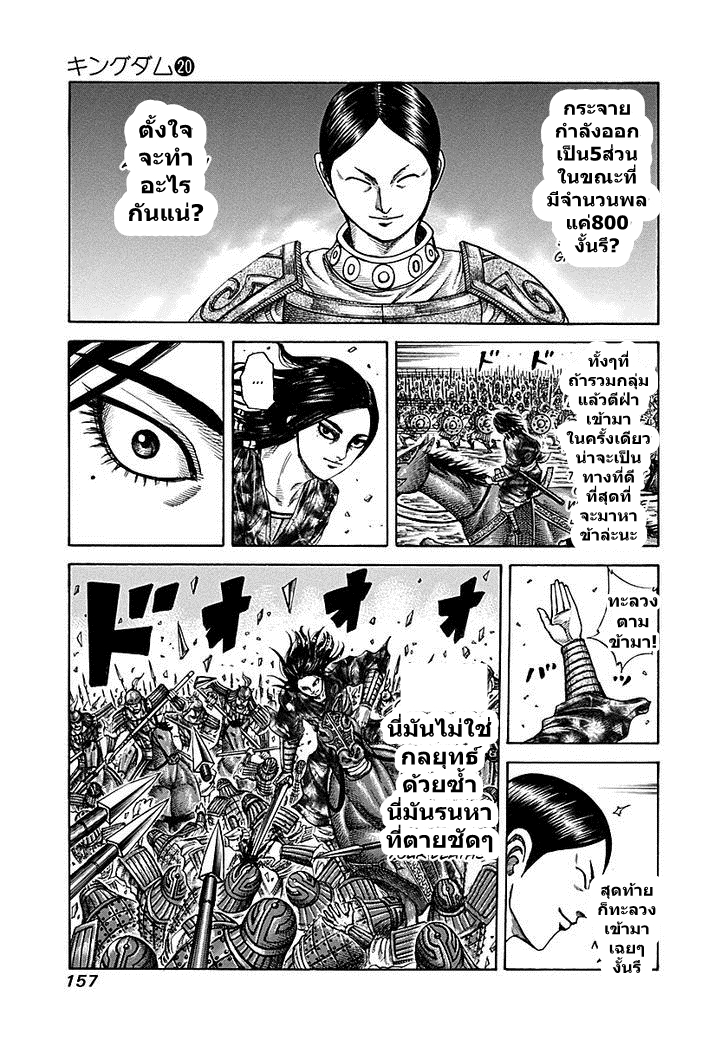 キングダム20
กระจาย
กำลังออก
เป็น5ส่วน
ในขณะที่
มีจำนวนพล
แค่800
งั้นรึ?
ตั้งใจ
จะทำ
อะไร
กันแน่?
ทั้งๆที่
ถ้ารวมกลุ่ม
แล้วตีฝ่า
เข้ามา
ในครั้งเดียว
น่าจะเป็น
ทางที่ดี
ที่สุดที่
จะมาหา
ข้าล่ะนะ
ドド
...
ทะลวง
ตาม
ข้ามา!
ドオオオ
นี่มันไม่ใช่
กลยุทธ์
ด้วยซ้ำ
นี่มันรนหา
ที่ตายชัดๆ
สุดท้าย
ก็ทะลวง
เข้ามา
เฉยๆ
งั้นรึ
157